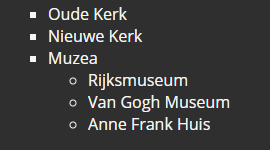 Oude Kerk
Nieuwe Kerk
Muzea
Rijksmuseum
Van Gogh Museum
Anne Frank Huis